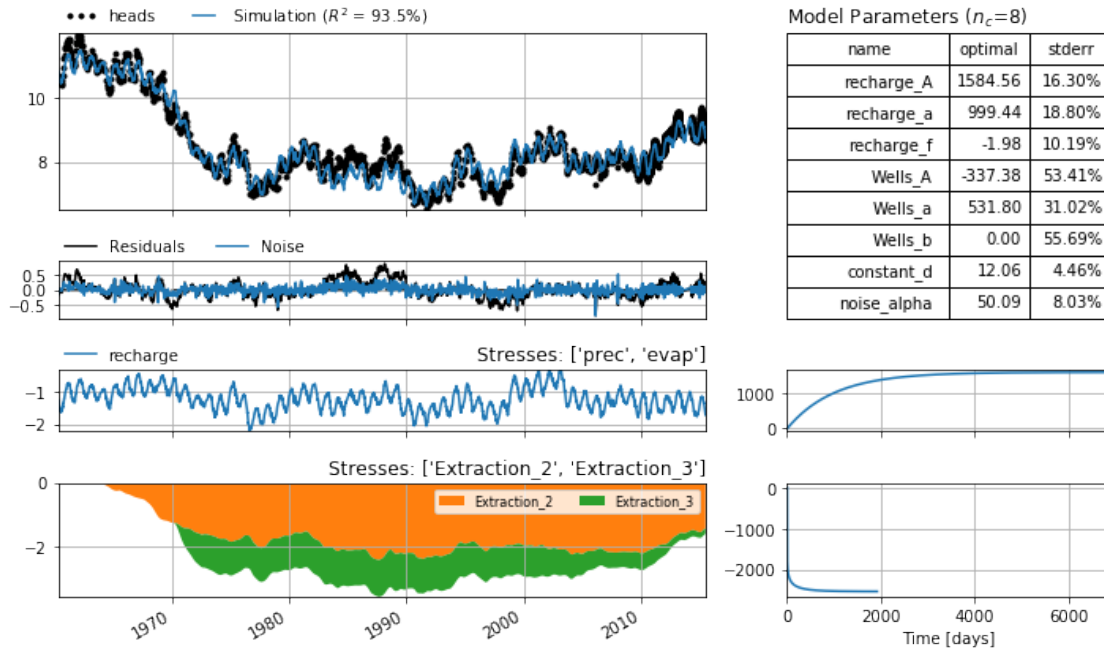 heads Simulation (R² = 93.5%)
10
8
Residuals Noise
0.5
0.0
−0.5
recharge Stresses: ['prec', 'evap']
−1
−2
Stresses: ['Extraction_2', 'Extraction_3']
Extraction_2 Extraction_3
0
−2
1970 1980 1990 2000 2010
Model Parameters (n_c=8)
name optimal stderr
recharge_A 1584.56 16.30%
recharge_a 999.44 18.80%
recharge_f -1.98 10.19%
Wells_A -337.38 53.41%
Wells_a 531.80 31.02%
Wells_b 0.00 55.69%
constant_d 12.06 4.46%
noise_alpha 50.09 8.03%
1000
0
0 2000 4000 6000
0
−1000
−2000
0 2000 4000 6000
Time [days]